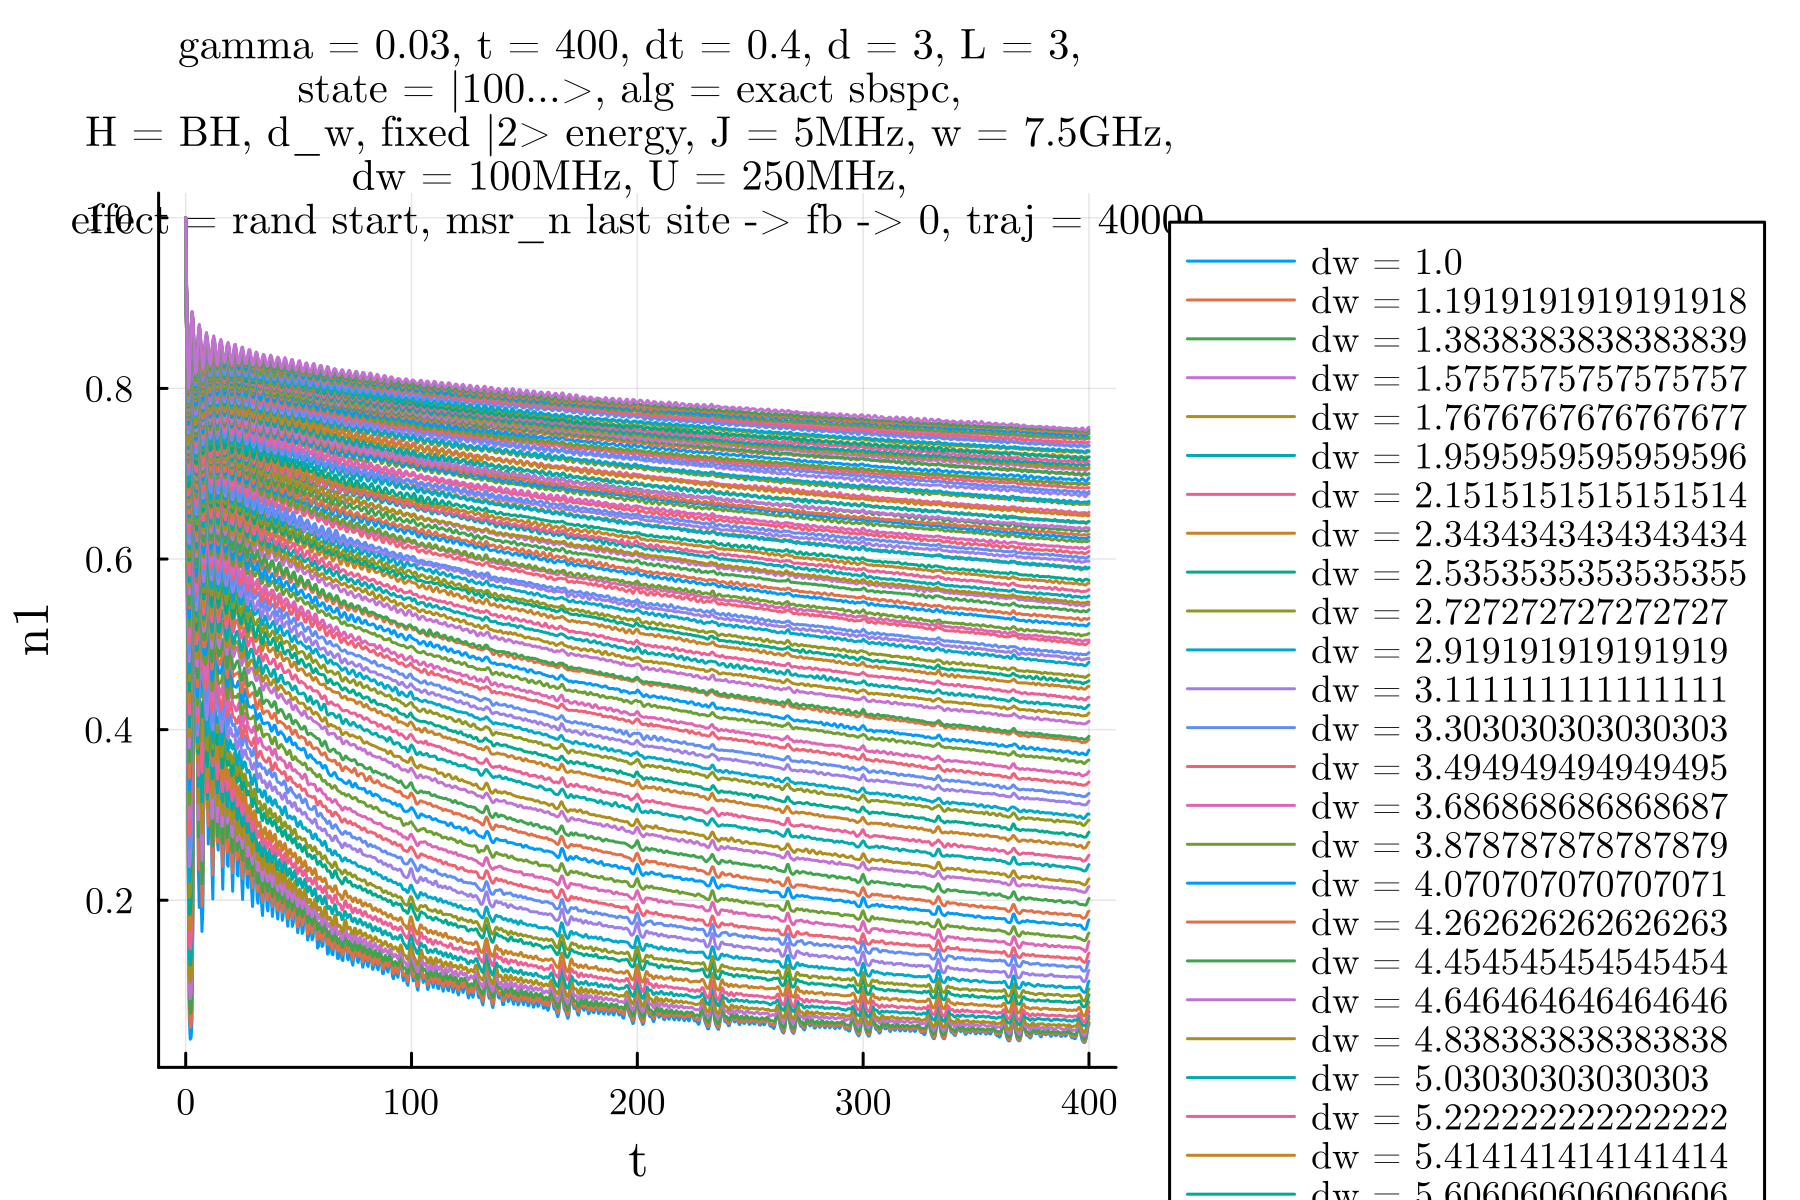 gamma = 0.03, t = 400, dt = 0.4, d = 3, L = 3,
state = |100...>, alg = exact sbspc,
H = BH, d_w, fixed |2> energy, J = 5MHz, w = 7.5GHz,
dw = 100MHz, U = 250MHz,
effect = rand start, msr_n last site -> fb -> 0, traj = 40000
1.0
0.8
0.6
0.4
0.2
n1
0 100 200 300 400
t
dw = 1.0
dw = 1.1919191919191918
dw = 1.3838383838383839
dw = 1.5757575757575757
dw = 1.7676767676767677
dw = 1.9595959595959596
dw = 2.1515151515151514
dw = 2.3434343434343434
dw = 2.5353535353535355
dw = 2.727272727272727
dw = 2.919191919191919
dw = 3.111111111111111
dw = 3.303030303030303
dw = 3.494949494949495
dw = 3.686868686868687
dw = 3.878787878787879
dw = 4.070707070707071
dw = 4.262626262626263
dw = 4.454545454545454
dw = 4.646464646464646
dw = 4.838383838383838
dw = 5.03030303030303
dw = 5.222222222222222
dw = 5.414141414141414
dw = 5.606060606060606